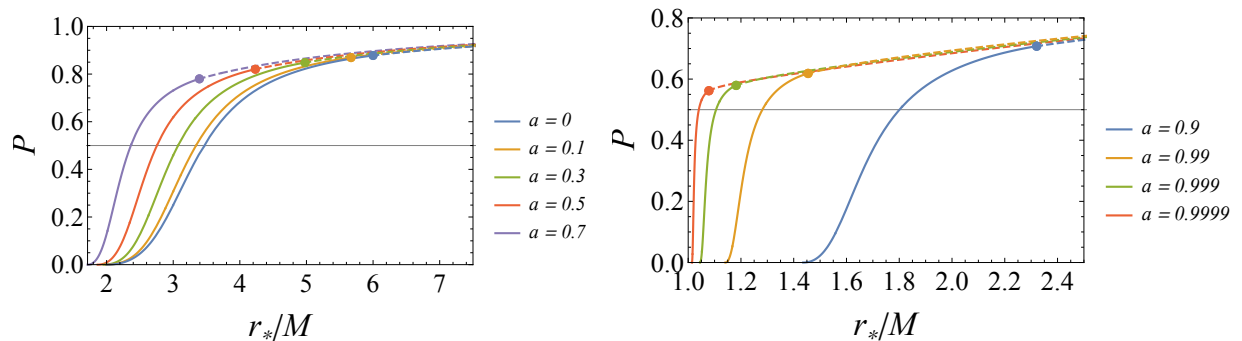 1.0
0.8
0.6
0.4
0.2
0.0
P
2 3 4 5 6 7
r*/M
a = 0
a = 0.1
a = 0.3
a = 0.5
a = 0.7
0.8
0.6
0.4
0.2
0.0
P
1.0 1.2 1.4 1.6 1.8 2.0 2.2 2.4
r*/M
a = 0.9
a = 0.99
a = 0.999
a = 0.9999